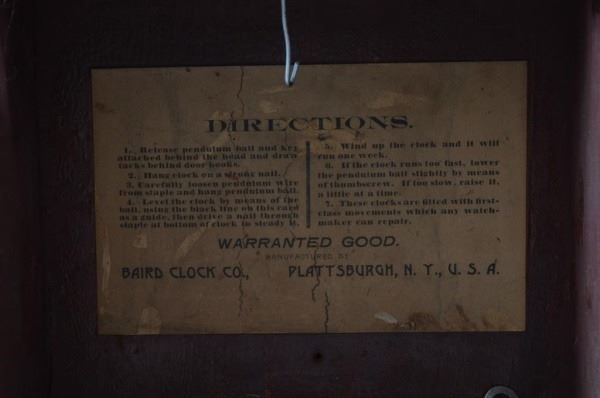 DIRECTIONS.
1. Release pendulum ball and key
attached behind the head and draw
tacks behind door hooks.
2. Hang clock on a strong nail.
3. Carefully loosen pendulum wire
from staple and hang pendulum ball.
4. Level the clock by means of the
ball, using the black line on this card
as a guide, then drive a nail through
staple at bottom of clock to steady it.
5. Wind up the clock and it will
run one week.
6. If the clock runs too fast, lower
the pendulum ball slightly by means
of thumbscrew. If too slow, raise it,
a little at a time.
7. These clocks are fitted with first-
class movements which any watch-
maker can repair.
WARRANTED GOOD.
MANUFACTURED BY
BAIRD CLOCK CO., PLATTSBURGH, N. Y., U. S. A.